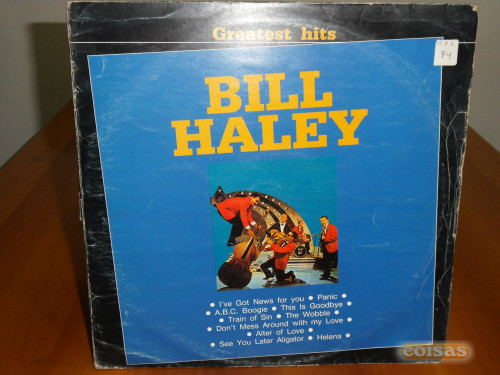 Greatest hits
74
BILL
HALEY
• I've Got News for you • Panic •
• A.B.C. Boogie • This Is Goodbye •
• Train of Sin • The Wobble •
• Don't Mess Around with my Love •
• Alter of Love •
• See You Later Aligator • Helena •
coisas